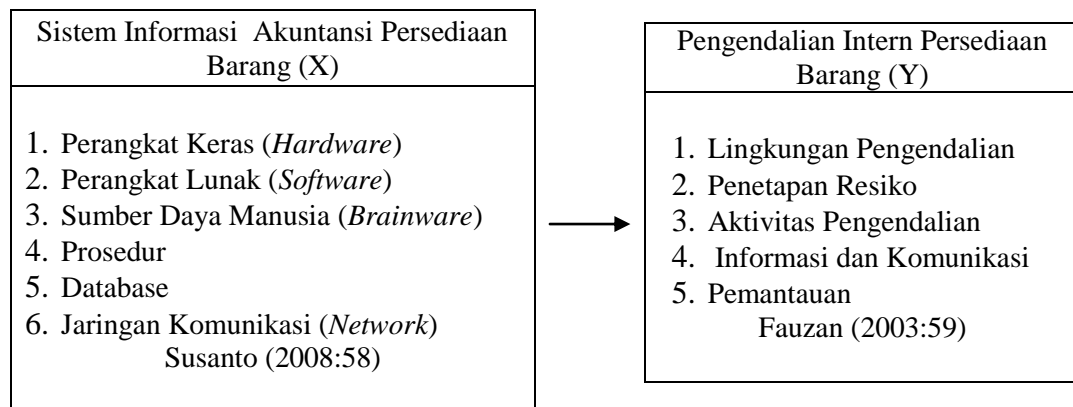 Sistem Informasi  Akuntansi Persediaan
Barang (X)
1. Perangkat Keras (Hardware)
2. Perangkat Lunak (Software)
3. Sumber Daya Manusia (Brainware)
4. Prosedur
5. Database
6. Jaringan Komunikasi (Network)
Susanto (2008:58)
Pengendalian Intern Persediaan
Barang (Y)
1. Lingkungan Pengendalian
2. Penetapan Resiko
3. Aktivitas Pengendalian
4.  Informasi dan Komunikasi
5. Pemantauan
Fauzan (2003:59)